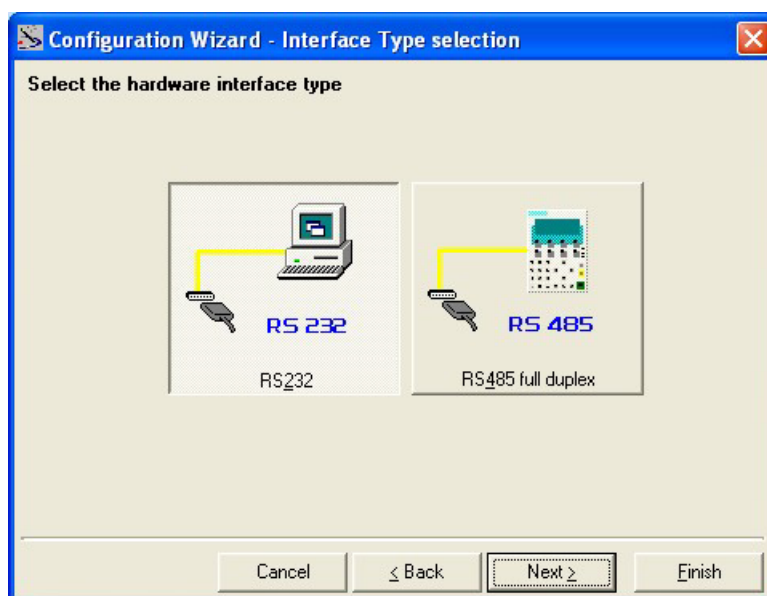 Configuration Wizard - Interface Type selection
Select the hardware interface type
RS 232
RS232
RS 485
RS485 full duplex
Cancel
< Back
Next >
Finish